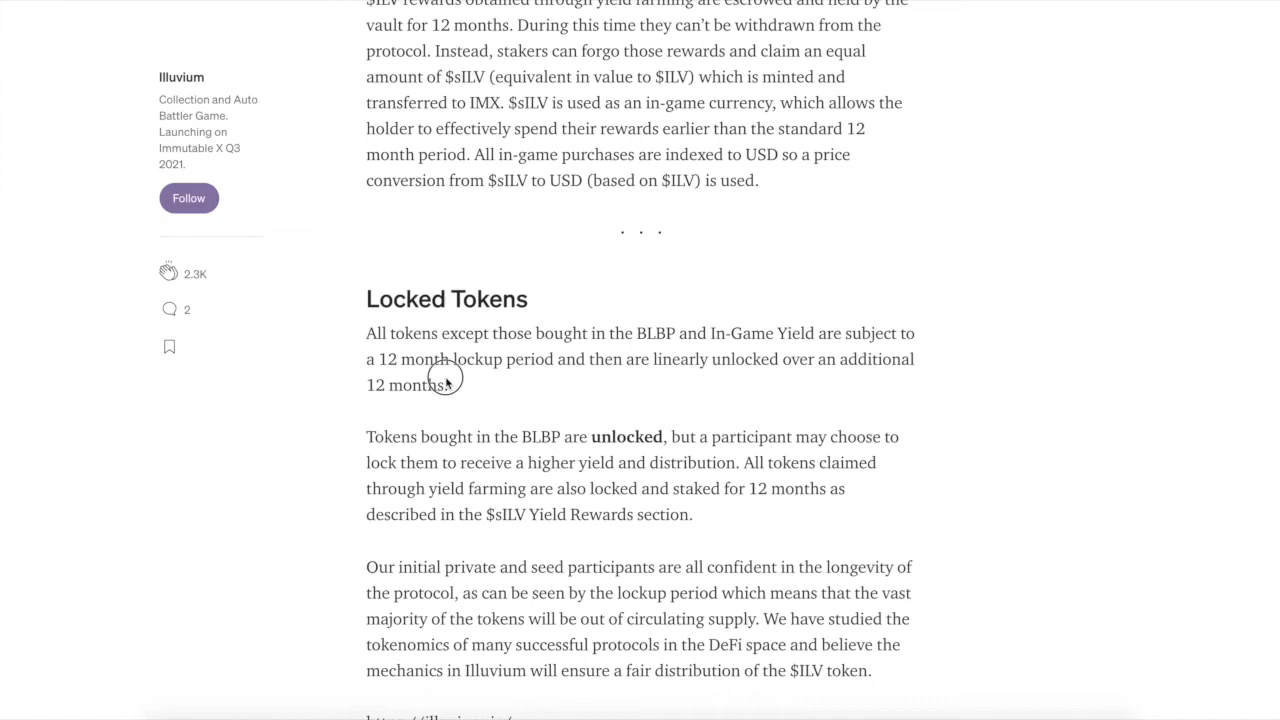 $ILV rewards obtained through yield farming are escrowed and held by the
vault for 12 months. During this time they can’t be withdrawn from the
protocol. Instead, stakers can forgo those rewards and claim an equal
amount of $sILV (equivalent in value to $ILV) which is minted and
transferred to IMX. $sILV is used as an in-game currency, which allows the
holder to effectively spend their rewards earlier than the standard 12
month period. All in-game purchases are indexed to USD so a price
conversion from $sILV to USD (based on $ILV) is used.
Illuvium
Collection and Auto
Battler Game.
Launching on
Immutable X Q3
2021.
Follow
2.3K
2
. . .
Locked Tokens
All tokens except those bought in the BLBP and In-Game Yield are subject to
a 12 month lockup period and then are linearly unlocked over an additional
12 months.
Tokens bought in the BLBP are unlocked, but a participant may choose to
lock them to receive a higher yield and distribution. All tokens claimed
through yield farming are also locked and staked for 12 months as
described in the $sILV Yield Rewards section.
Our initial private and seed participants are all confident in the longevity of
the protocol, as can be seen by the lockup period which means that the vast
majority of the tokens will be out of circulating supply. We have studied the
tokenomics of many successful protocols in the DeFi space and believe the
mechanics in Illuvium will ensure a fair distribution of the $ILV token.